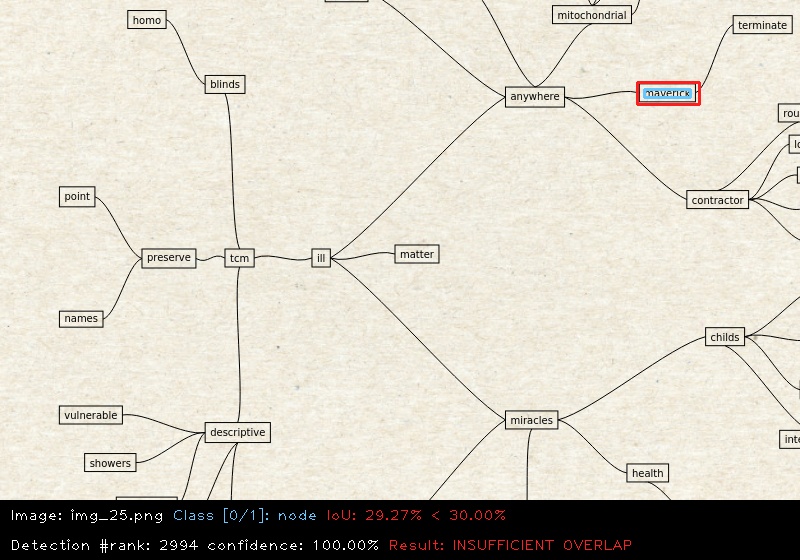 mitochondrial
homo
terminate
blinds
anywhere
maverick
rou
lo
point
contractor
preserve
tcm
ill
matter
names
childs
vulnerable
miracles
descriptive
inte
showers
health
Image: img_25.png Class [0/1]: node IoU: 29.27% < 30.00%
Detection #rank: 2994 confidence: 100.00% Result: INSUFFICIENT OVERLAP